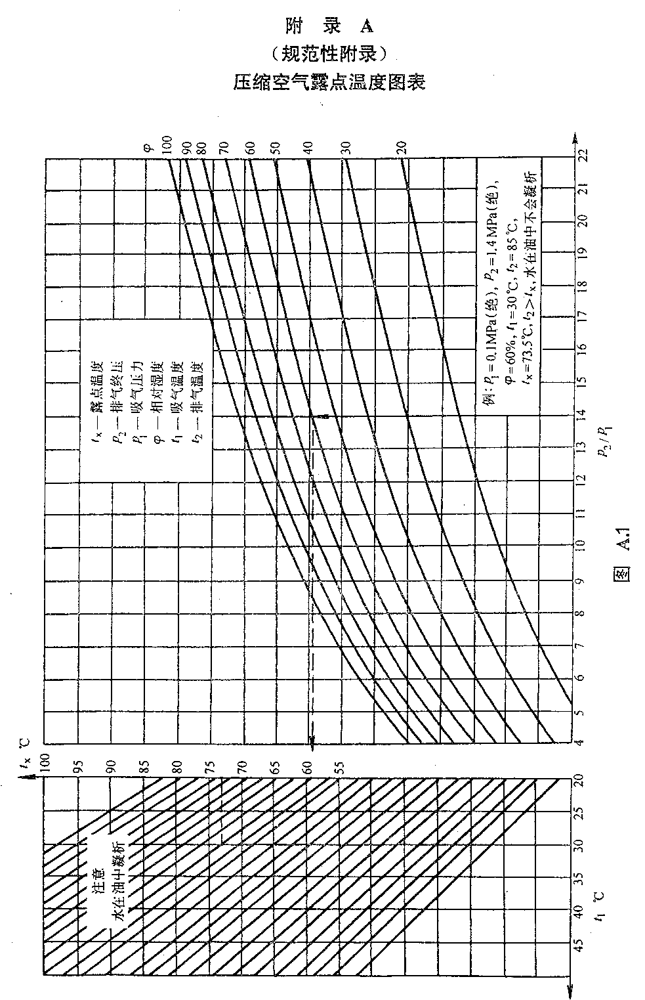 附 录 A
（规范性附录）
压缩空气露点温度图表
φ
100
90
80
70
60
50
40
30
20
tx—露点温度
P2—排气终压
P1—吸气压力
φ—相对湿度
t1—吸气温度
t2—排气温度
例：P1=0.1MPa(绝), P2=1.4MPa(绝),
φ=60%, t1=30℃, t2=85℃,
tx=73.5℃, t2>tx, 水在油中不会凝析
4 5 6 7 8 9 10 11 12 13 14 15 16 17 18 19 20 21 22
P2/P1
tx ℃
100
95
90
85
80
75
70
65
60
55
注意
水在油中凝析
20
25
30
35
40
45
t1 ℃
图 A.1